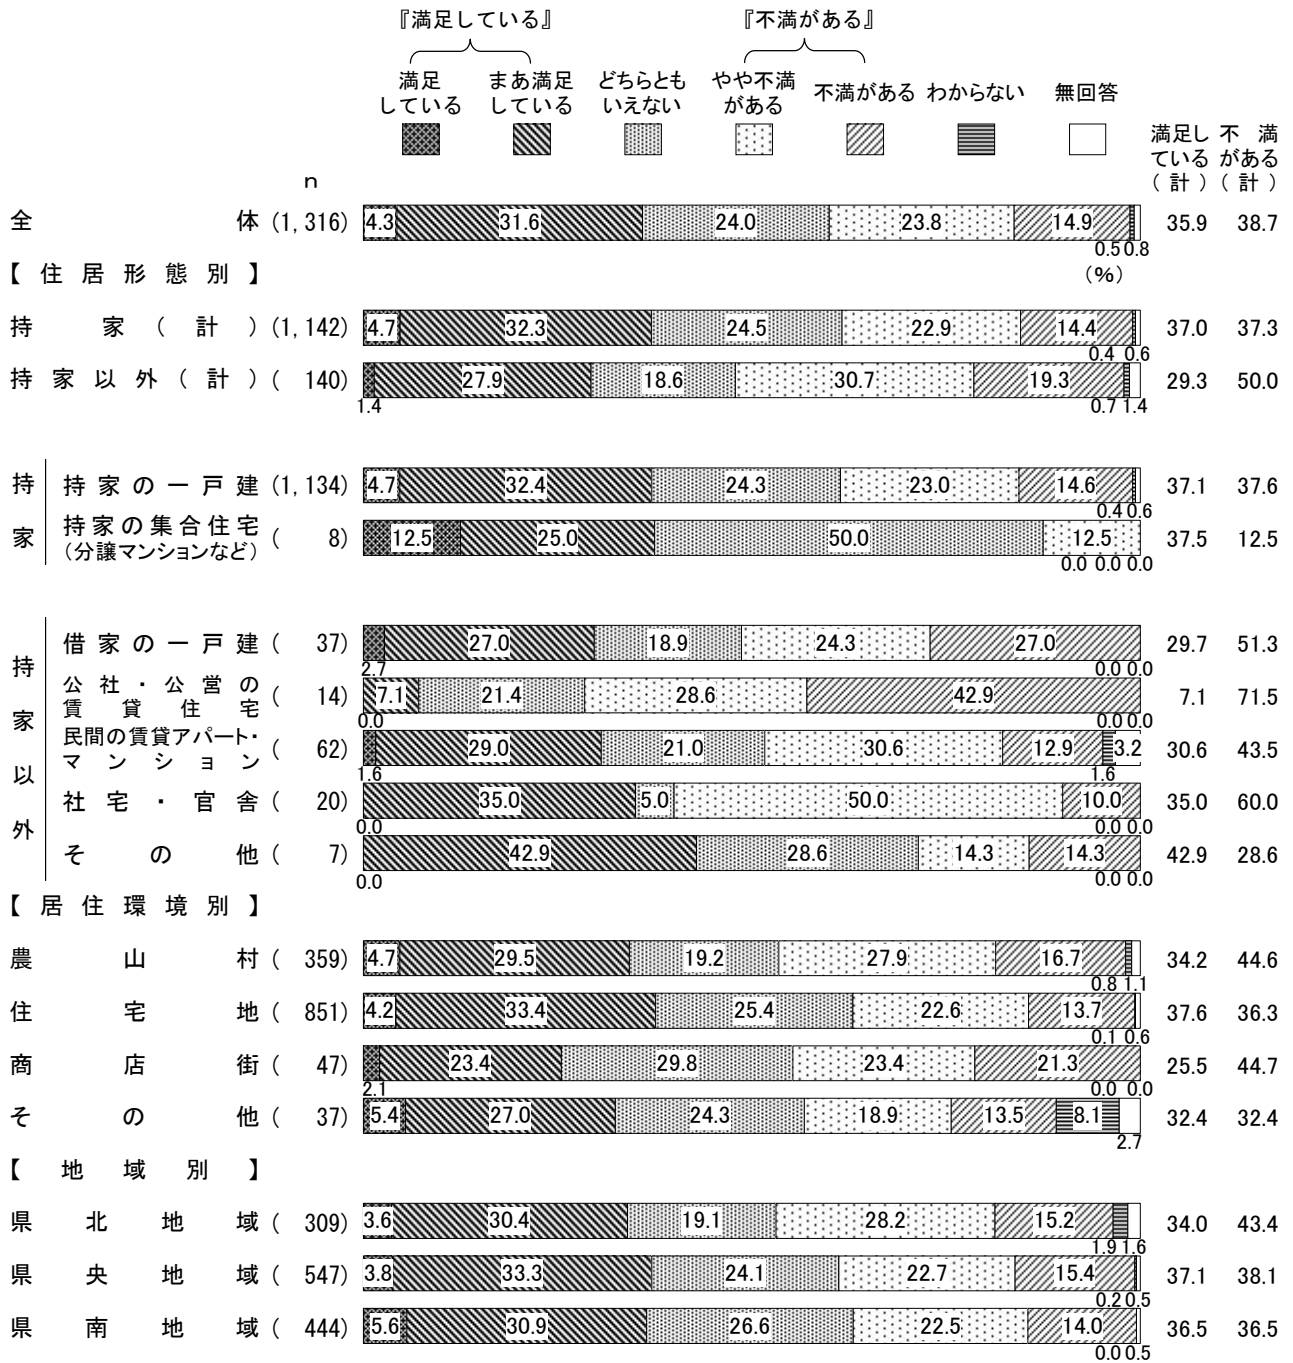 『満足している』 『不満がある』
満足 まあ満足 どちらとも やや不満
している している いえない がある 不満がある わからない 無回答
満足し 不 満
ている がある
n （計） （計）
全体 (1,316) 4.3 31.6 24.0 23.8 14.9 35.9 38.7
0.5 0.8
【住居形態別】 （%）
持家（計） (1,142) 4.7 32.3 24.5 22.9 14.4 37.0 37.3
0.4 0.6
持家以外（計） ( 140) 27.9 18.6 30.7 19.3 29.3 50.0
1.4 0.7 1.4
持家
持家の一戸建 (1,134) 4.7 32.4 24.3 23.0 14.6 37.1 37.6
0.4 0.6
持家の集合住宅
（分譲マンションなど） ( 8) 12.5 25.0 50.0 12.5 37.5 12.5
0.0 0.0 0.0
持家以外
借家の一戸建 ( 37) 27.0 18.9 24.3 27.0 29.7 51.3
2.7 0.0 0.0
公社・公営の
賃貸住宅 ( 14) 7.1 21.4 28.6 42.9 7.1 71.5
0.0 0.0 0.0
民間の賃貸アパート・
マンション ( 62) 29.0 21.0 30.6 12.9 3.2 30.6 43.5
1.6 1.6
社宅・官舎 ( 20) 35.0 5.0 50.0 10.0 35.0 60.0
0.0 0.0 0.0
その他 ( 7) 42.9 28.6 14.3 14.3 42.9 28.6
0.0 0.0 0.0
【居住環境別】
農山村 ( 359) 4.7 29.5 19.2 27.9 16.7 34.2 44.6
0.8 1.1
住宅地 ( 851) 4.2 33.4 25.4 22.6 13.7 37.6 36.3
0.1 0.6
商店街 ( 47) 23.4 29.8 23.4 21.3 25.5 44.7
2.1 0.0 0.0
その他 ( 37) 5.4 27.0 24.3 18.9 13.5 8.1 32.4 32.4
2.7
【地域別】
県北地域 ( 309) 3.6 30.4 19.1 28.2 15.2 34.0 43.4
1.9 1.6
県央地域 ( 547) 3.8 33.3 24.1 22.7 15.4 37.1 38.1
0.2 0.5
県南地域 ( 444) 5.6 30.9 26.6 22.5 14.0 36.5 36.5
0.0 0.5